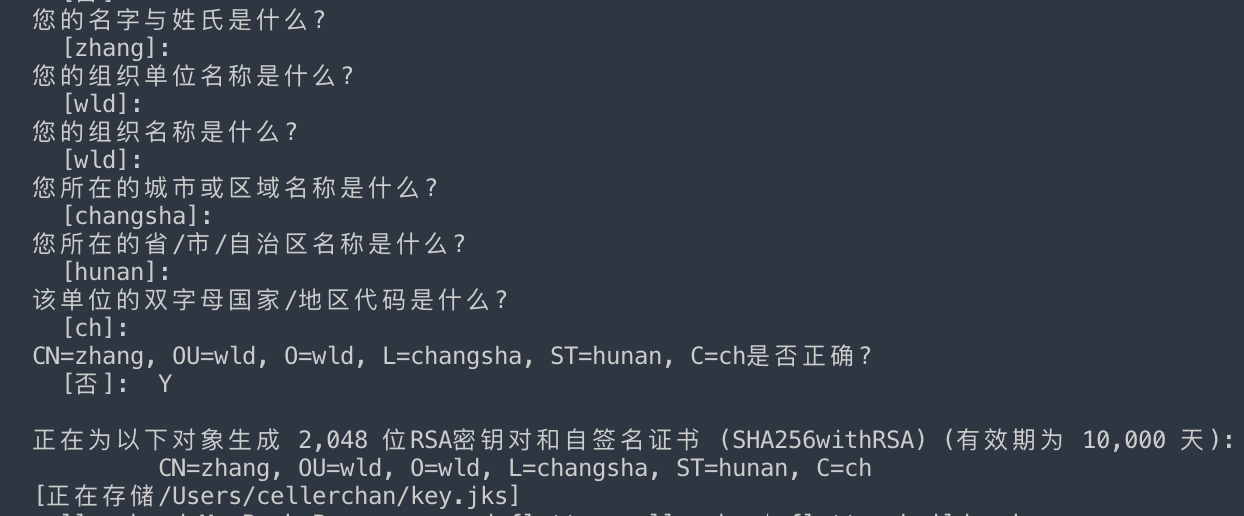 您的名字与姓氏是什么?
[zhang]:
您的组织单位名称是什么?
[wld]:
您的组织名称是什么?
[wld]:
您所在的城市或区域名称是什么?
[changsha]:
您所在的省/市/自治区名称是什么?
[hunan]:
该单位的双字母国家/地区代码是什么?
[ch]:
CN=zhang, OU=wld, O=wld, L=changsha, ST=hunan, C=ch是否正确?
[否]: Y
正在为以下对象生成 2,048 位RSA密钥对和自签名证书 (SHA256withRSA) (有效期为 10,000 天):
CN=zhang, OU=wld, O=wld, L=changsha, ST=hunan, C=ch
[正在存储/Users/cellerchan/key.jks]